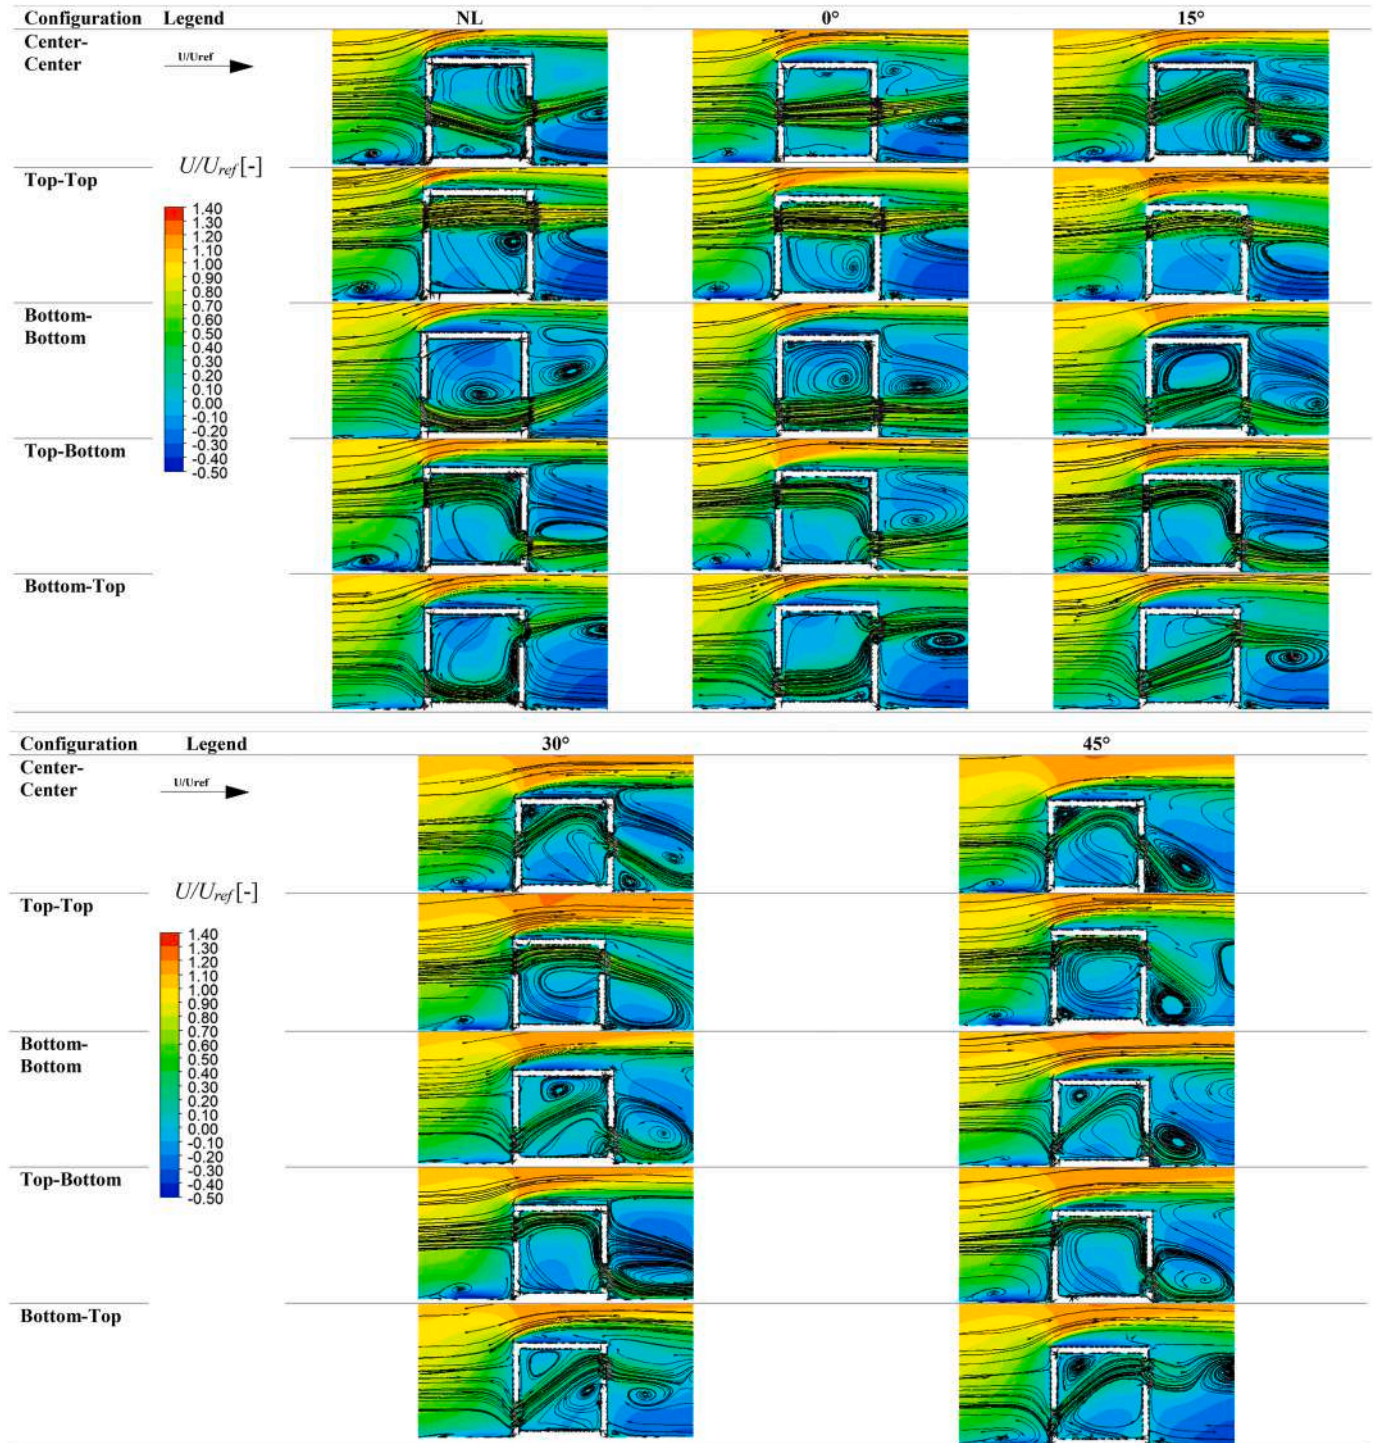 Configuration Legend NL 0° 15°
Center-
Center
U/Uref
U/Uref [-]
Top-Top
1.40
1.30
1.20
1.10
1.00
0.90
0.80
0.70
0.60
0.50
0.40
0.30
0.20
0.10
0.00
-0.10
-0.20
-0.30
-0.40
-0.50
Bottom-
Bottom
Top-Bottom
Bottom-Top
Configuration Legend 30° 45°
Center-
Center
U/Uref
U/Uref [-]
Top-Top
1.40
1.30
1.20
1.10
1.00
0.90
0.80
0.70
0.60
0.50
0.40
0.30
0.20
0.10
0.00
-0.10
-0.20
-0.30
-0.40
-0.50
Bottom-
Bottom
Top-Bottom
Bottom-Top